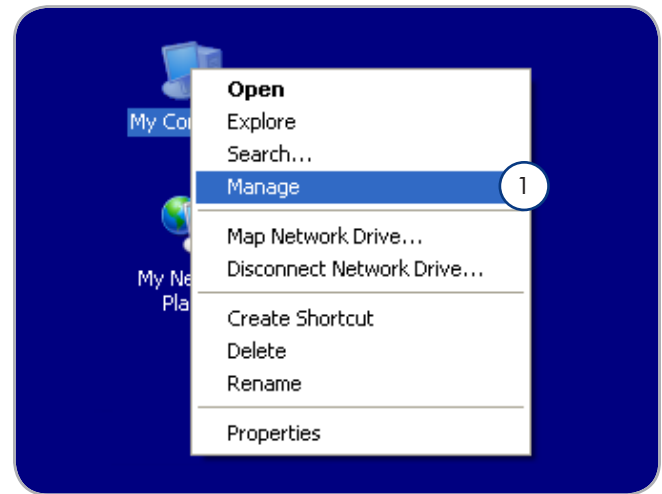 Open
My Co
Explore
Search...
Manage
1
Map Network Drive...
Disconnect Network Drive...
My Ne
Pla
Create Shortcut
Delete
Rename
Properties